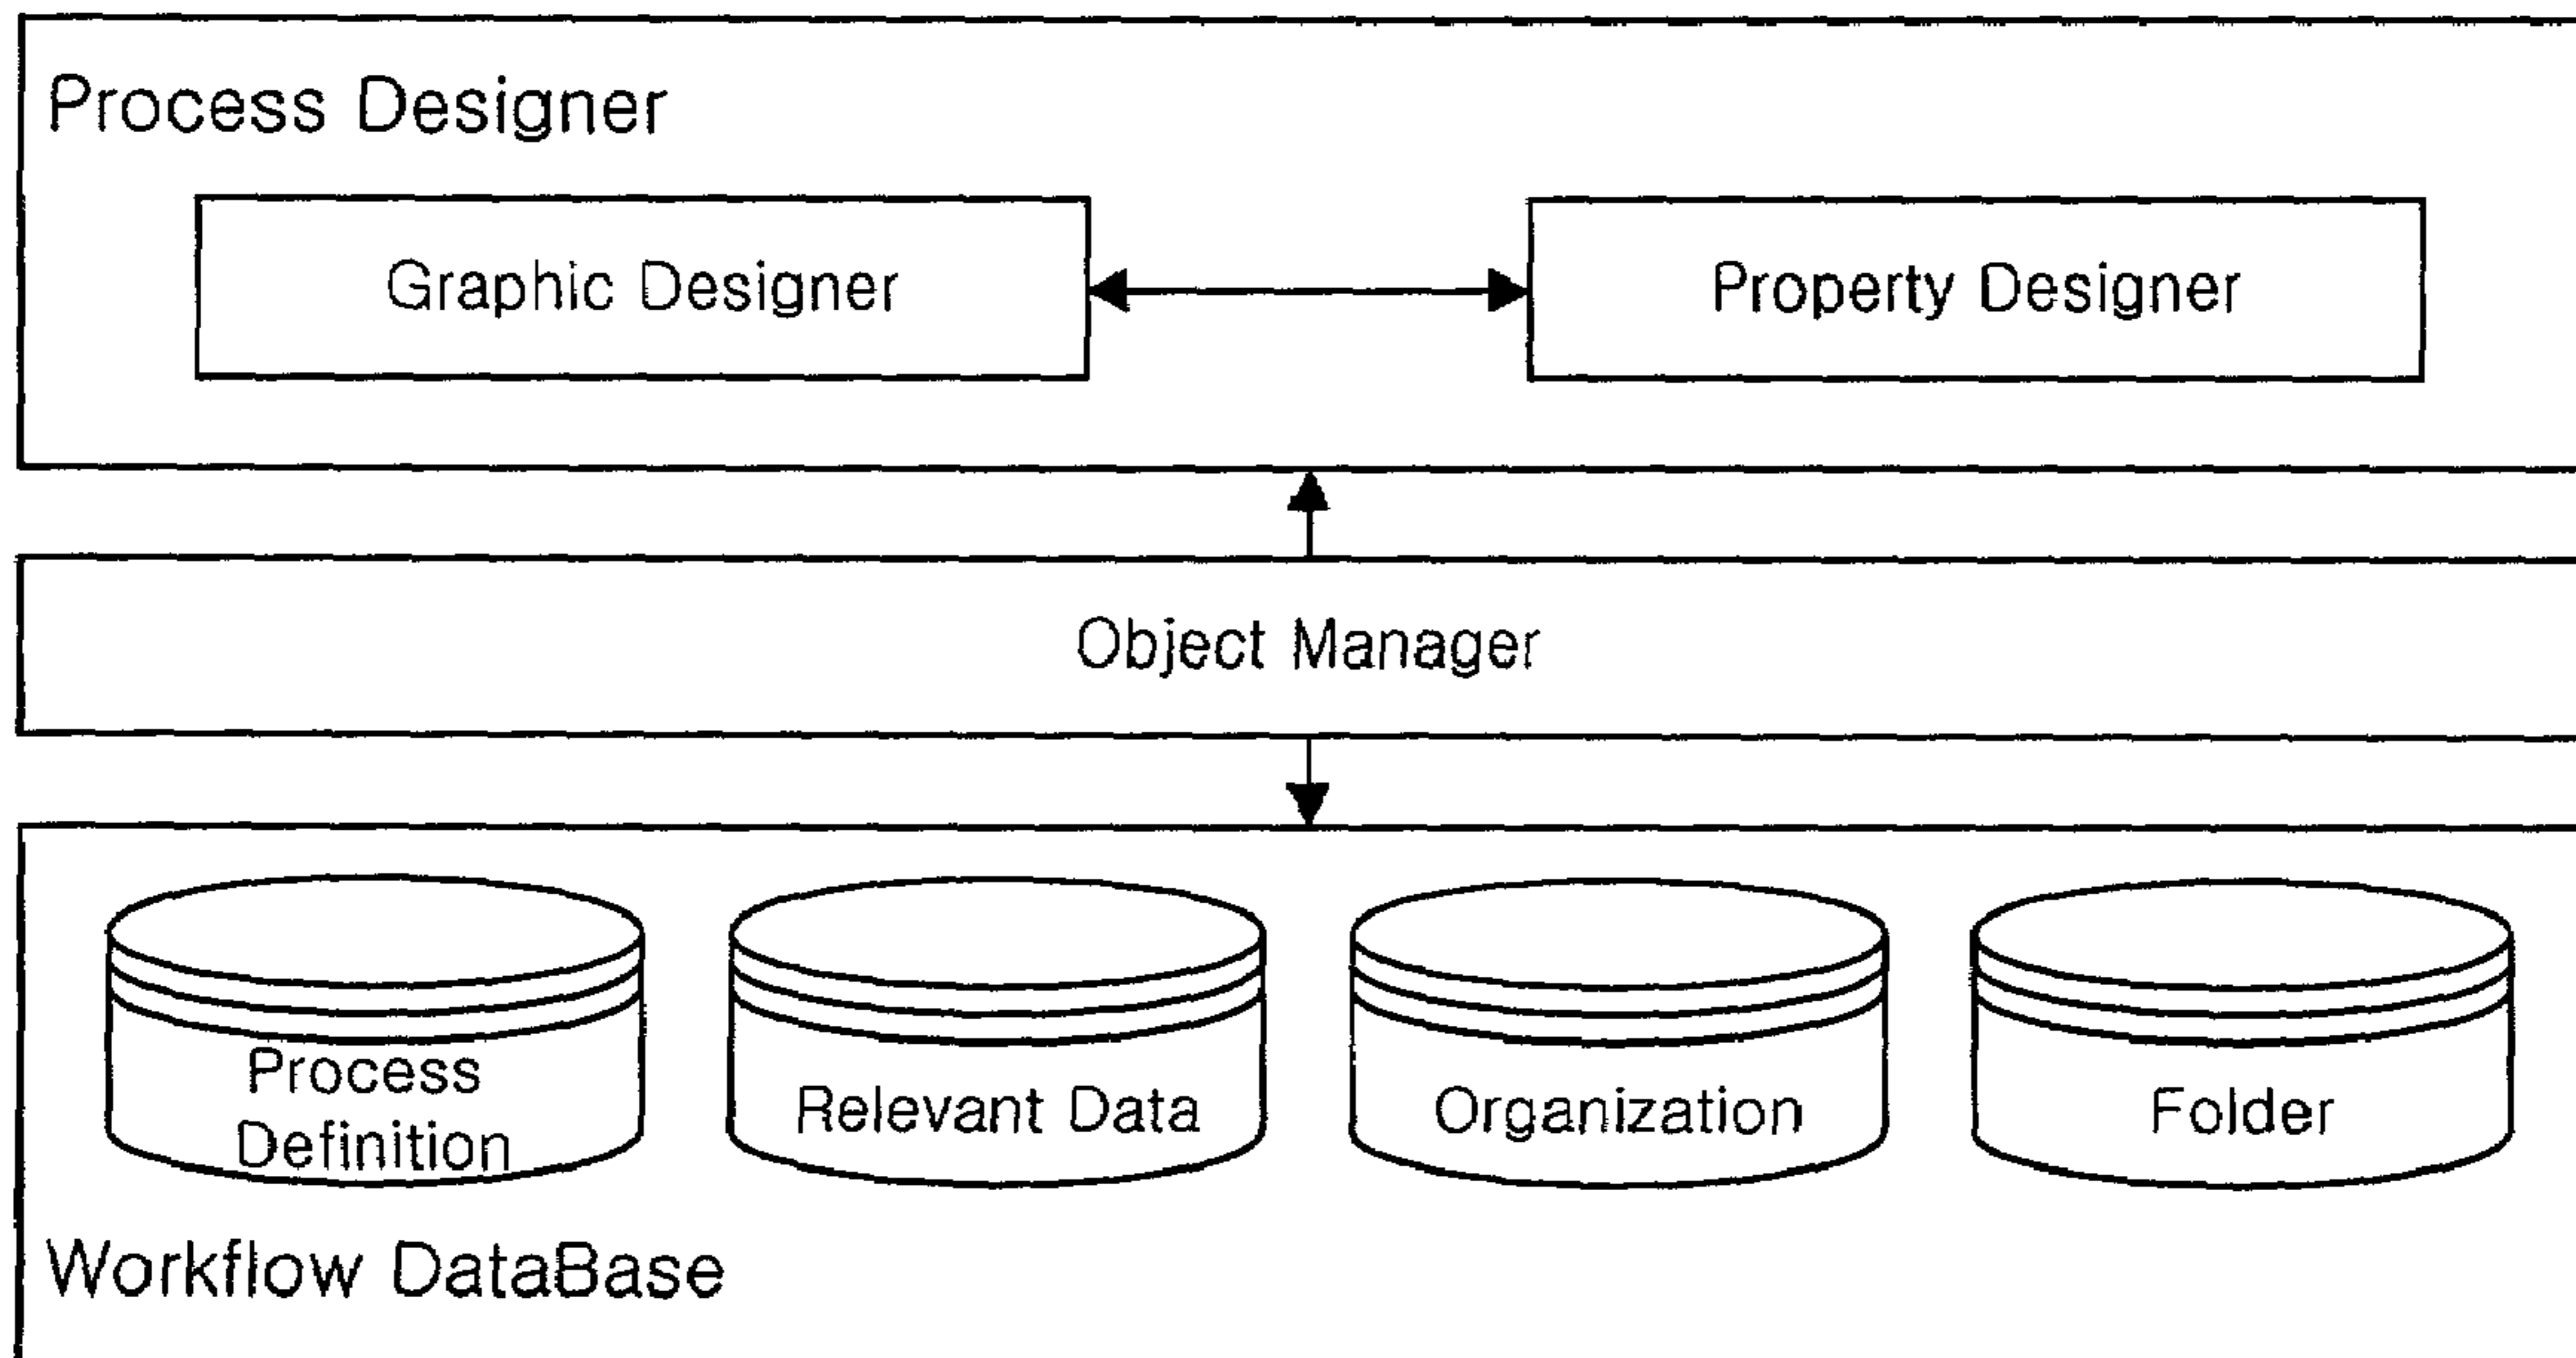 Process Designer
Graphic Designer
Property Designer
Object Manager
Process
Definition
Relevant Data
Organization
Folder
Workflow DataBase